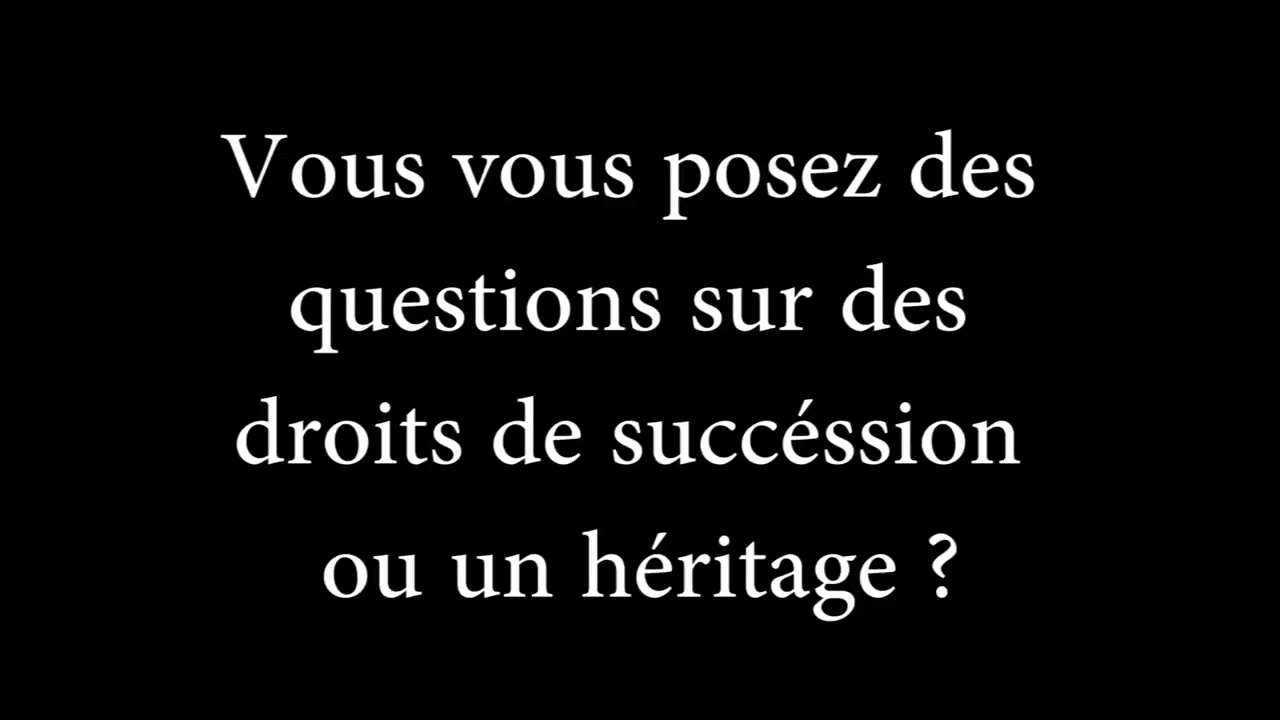 Vous vous posez des
questions sur des
droits de succéssion
ou un héritage ?